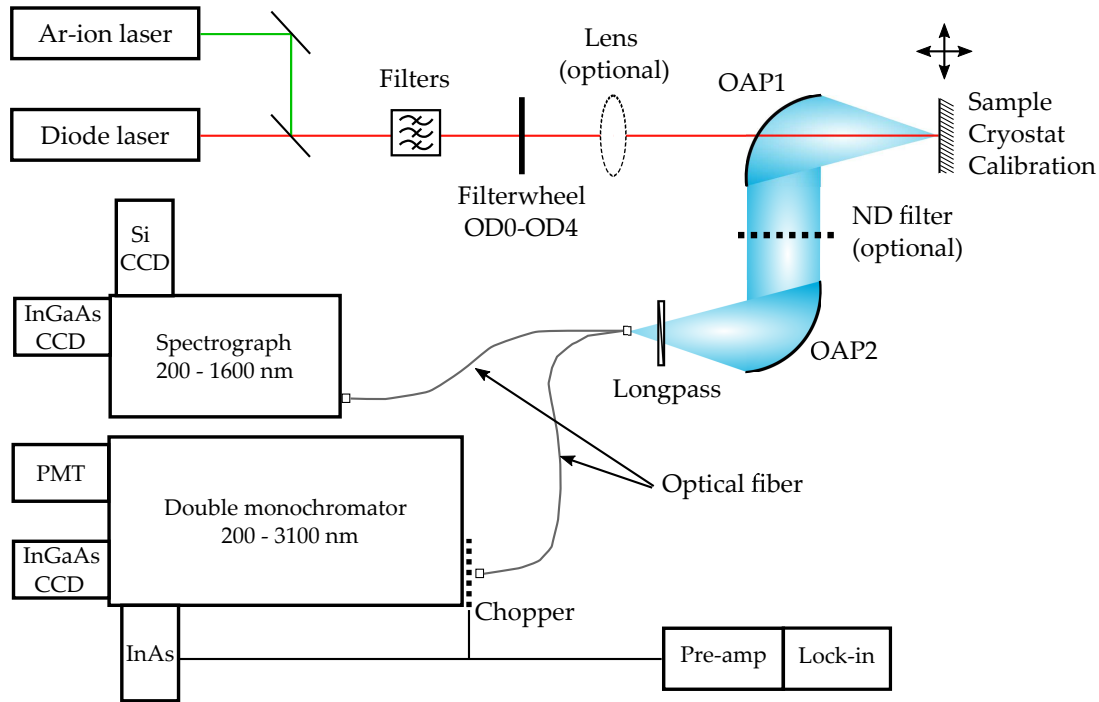 Ar-ion laser
Diode laser
Filters
Filterwheel
OD0-OD4
Lens
(optional)
OAP1
Sample
Cryostat
Calibration
ND filter
(optional)
OAP2
Longpass
Si
CCD
InGaAs
CCD
Spectrograph
200 - 1600 nm
Optical fiber
PMT
Double monochromator
200 - 3100 nm
InGaAs
CCD
Chopper
InAs
Pre-amp
Lock-in